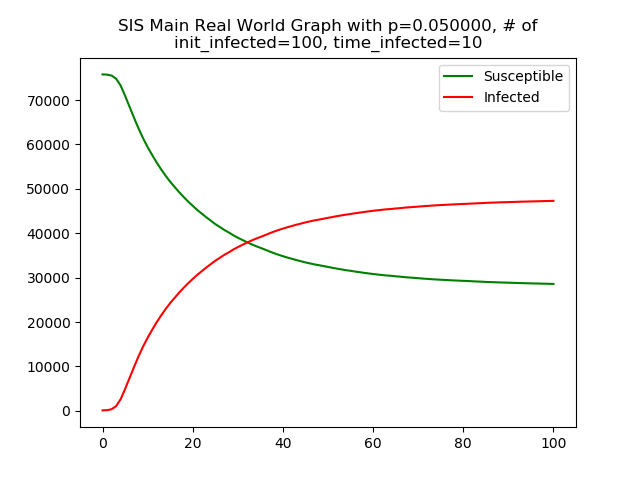 SIS Main Real World Graph with p=0.050000, # of
init_infected=100, time_infected=10
Susceptible
Infected
70000
60000
50000
40000
30000
20000
10000
0
0 20 40 60 80 100